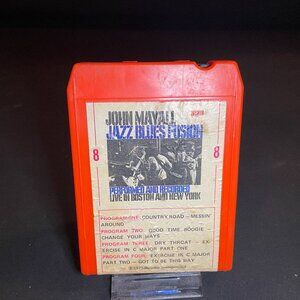 JOHN MAYALL
JAZZ BLUES FUSION
8 8
PERFORMED AND RECORDED
LIVE IN BOSTON AND NEW YORK
PROGRAM ONE COUNTRY ROAD - MESSIN'
AROUND
PROGRAM TWO GOOD TIME BOOGIE
CHANGE YOUR WAYS
PROGRAM THREE DRY THROAT - EX-
ERCISE IN C MAJOR PART ONE
PROGRAM FOUR EXERCISE IN C MAJOR
PART TWO - GOT TO BE THIS WAY